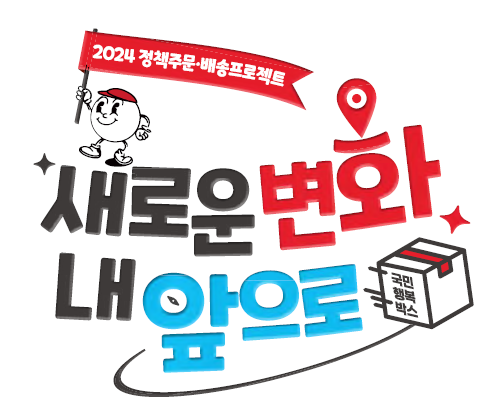 2024 정책주문·배송프로젝트
새로운 변화
내 앞으로
국민
행복
박스